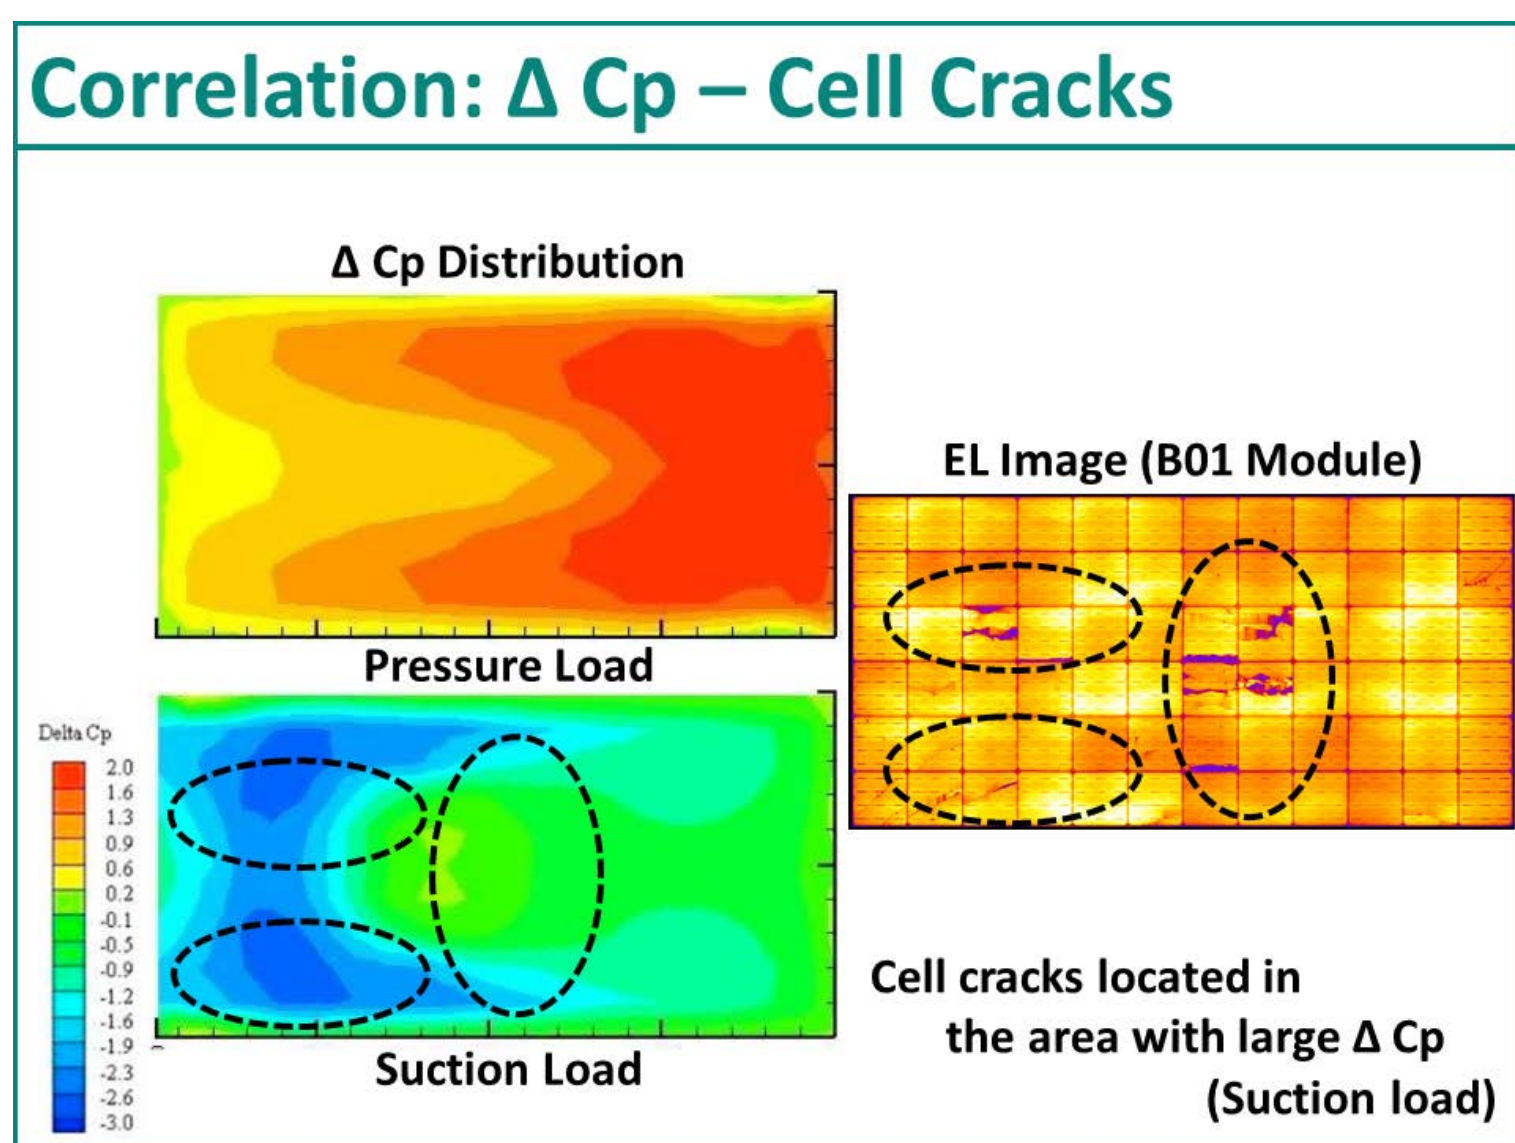 Correlation: Δ Cp – Cell Cracks
Δ Cp Distribution
Pressure Load
EL Image (B01 Module)
Delta Cp
2.0
1.6
1.3
0.9
0.6
0.2
-0.1
-0.5
-0.9
-1.2
-1.6
-1.9
-2.3
-2.6
-3.0
Suction Load
Cell cracks located in
the area with large Δ Cp
(Suction load)